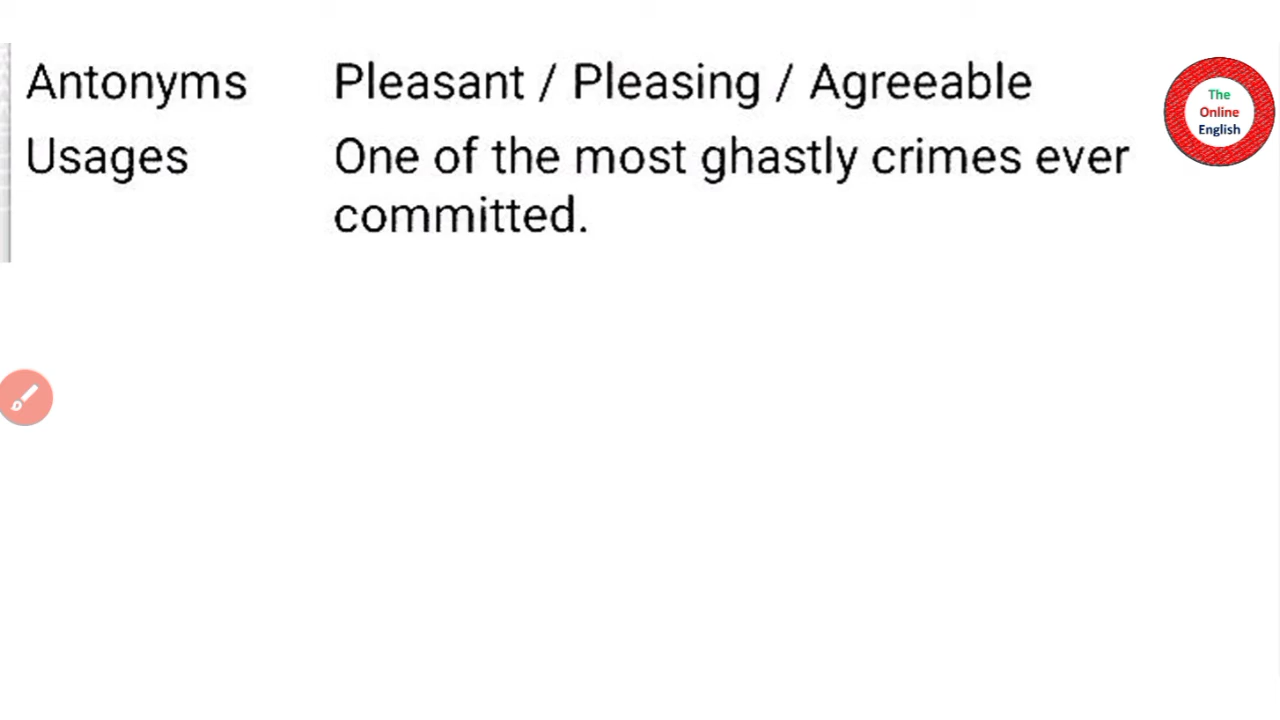 Antonyms Pleasant / Pleasing / Agreeable
Usages One of the most ghastly crimes ever
committed.
The
Online
English